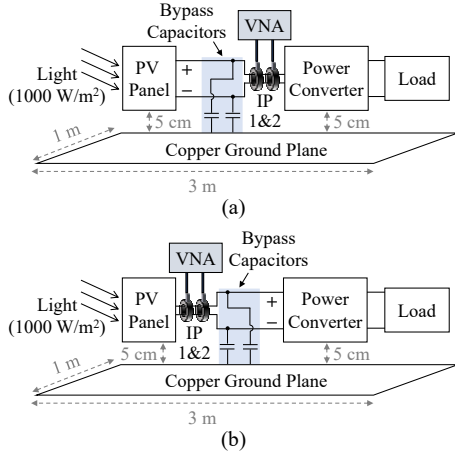 Bypass
Capacitors
VNA
Light
(1000 W/m²)
PV
Panel
+
−
IP
1&2
Power
Converter
Load
5 cm
5 cm
1 m
Copper Ground Plane
3 m
(a)
VNA
Bypass
Capacitors
Light
(1000 W/m²)
PV
Panel
IP
1&2
+
−
Power
Converter
Load
5 cm
5 cm
1 m
Copper Ground Plane
3 m
(b)